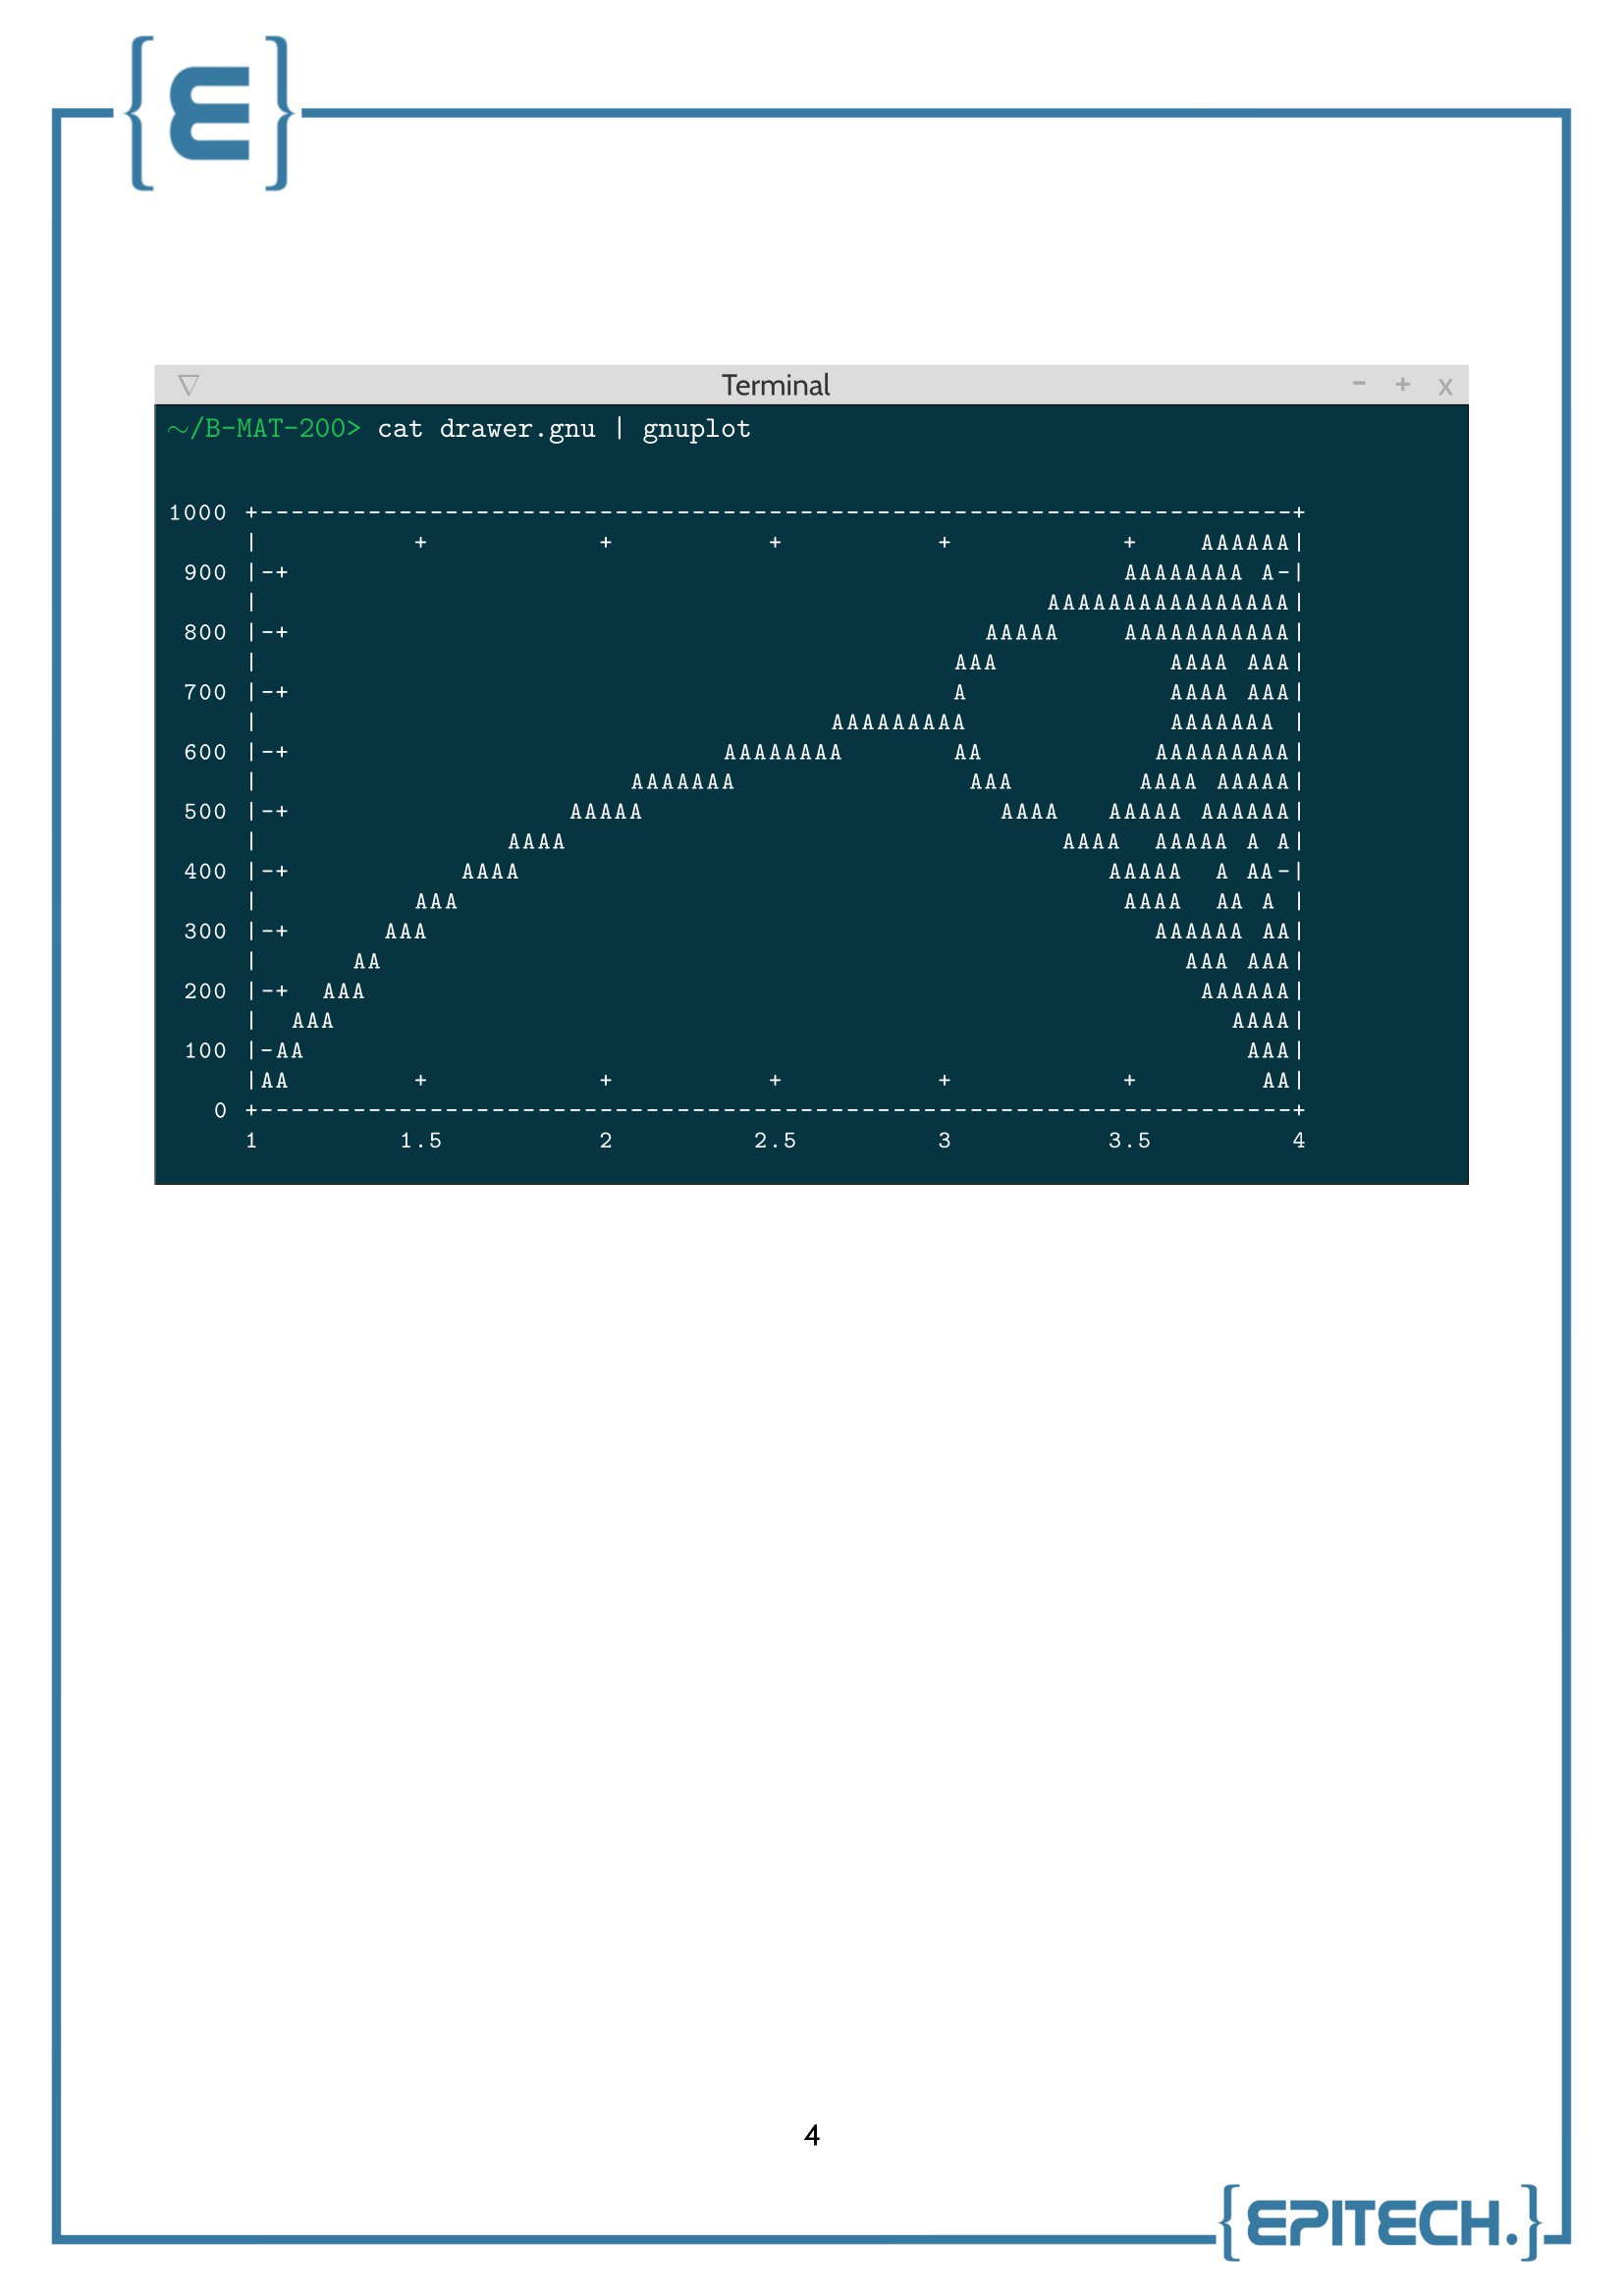 Terminal
- + x
~/B-MAT-200> cat drawer.gnu | gnuplot
1000 +--------------------------------------------------------------------+
     |          +           +          +          +           +    AAAAAA|
 900 |-+                                                      AAAAAAAA A-|
     |                                                   AAAAAAAAAAAAAAAA|
 800 |-+                                             AAAAA    AAAAAAAAAAA|
     |                                             AAA           AAAA AAA|
 700 |-+                                           A             AAAA AAA|
     |                                     AAAAAAAAA             AAAAAAA |
 600 |-+                            AAAAAAAA       AA           AAAAAAAAA|
     |                        AAAAAAA               AAA        AAAA AAAAA|
 500 |-+                  AAAAA                       AAAA   AAAAA AAAAAA|
     |                AAAA                                AAAA  AAAAA A A|
 400 |-+           AAAA                                      AAAAA  A AA-|
     |          AAA                                           AAAA  AA A |
 300 |-+      AAA                                               AAAAAA AA|
     |      AA                                                    AAA AAA|
 200 |-+  AAA                                                      AAAAAA|
     |  AAA                                                          AAAA|
 100 |-AA                                                             AAA|
     |AA        +           +          +          +           +        AA|
   0 +--------------------------------------------------------------------+
     1         1.5          2         2.5         3          3.5         4
4
{EPITECH.}